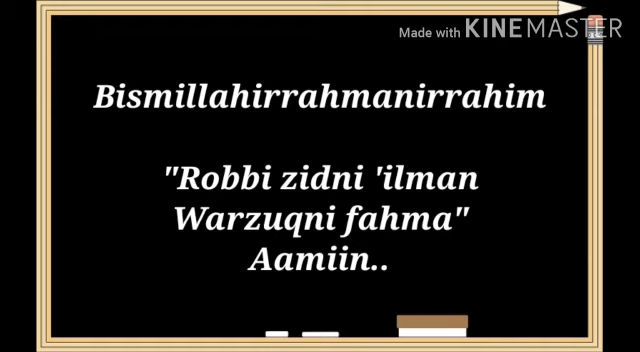 Made with KINEMASTER
Bismillahirrahmanirrahim
"Robbi zidni 'ilman
Warzuqni fahma"
Aamiin..